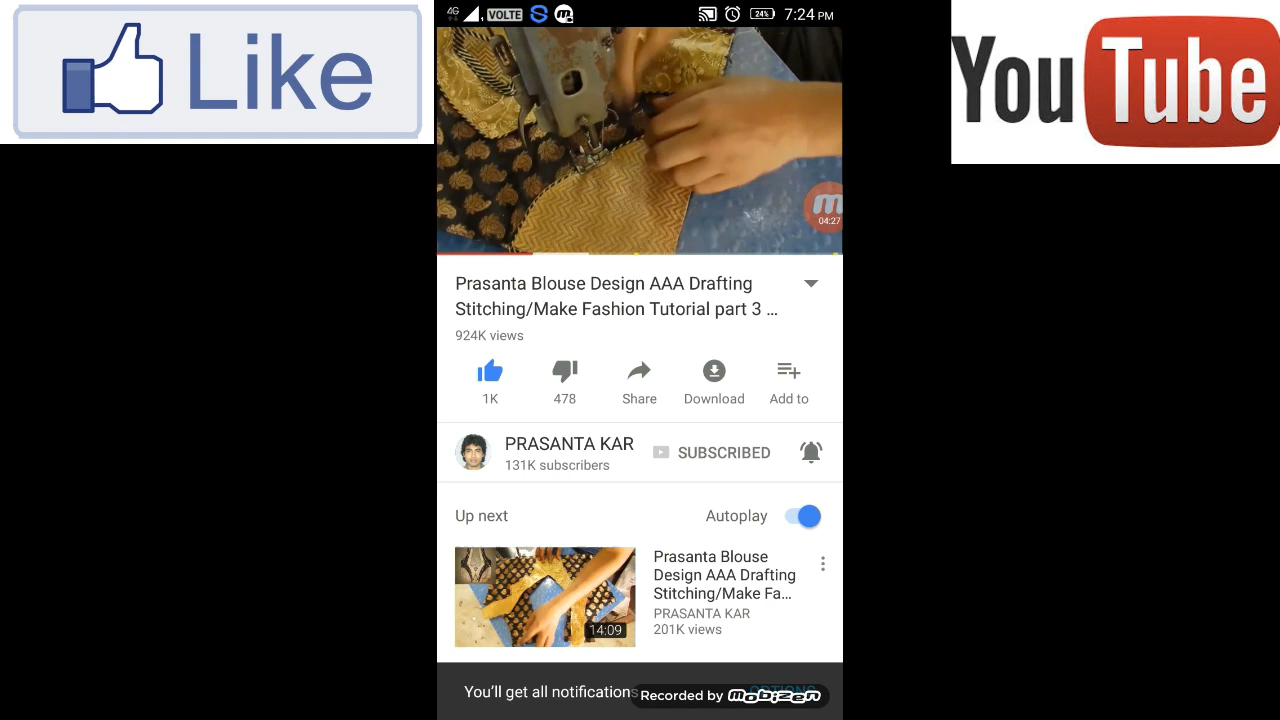 Like
YouTube
4G VOLTE 24% 7:24 PM
04:27
Prasanta Blouse Design AAA Drafting
Stitching/Make Fashion Tutorial part 3 ...
924K views
1K 478 Share Download Add to
PRASANTA KAR SUBSCRIBED
131K subscribers
Up next Autoplay
Prasanta Blouse
Design AAA Drafting
Stitching/Make Fa...
PRASANTA KAR
201K views
14:09
You'll get all notifications OPTIONS
Recorded by mobizen